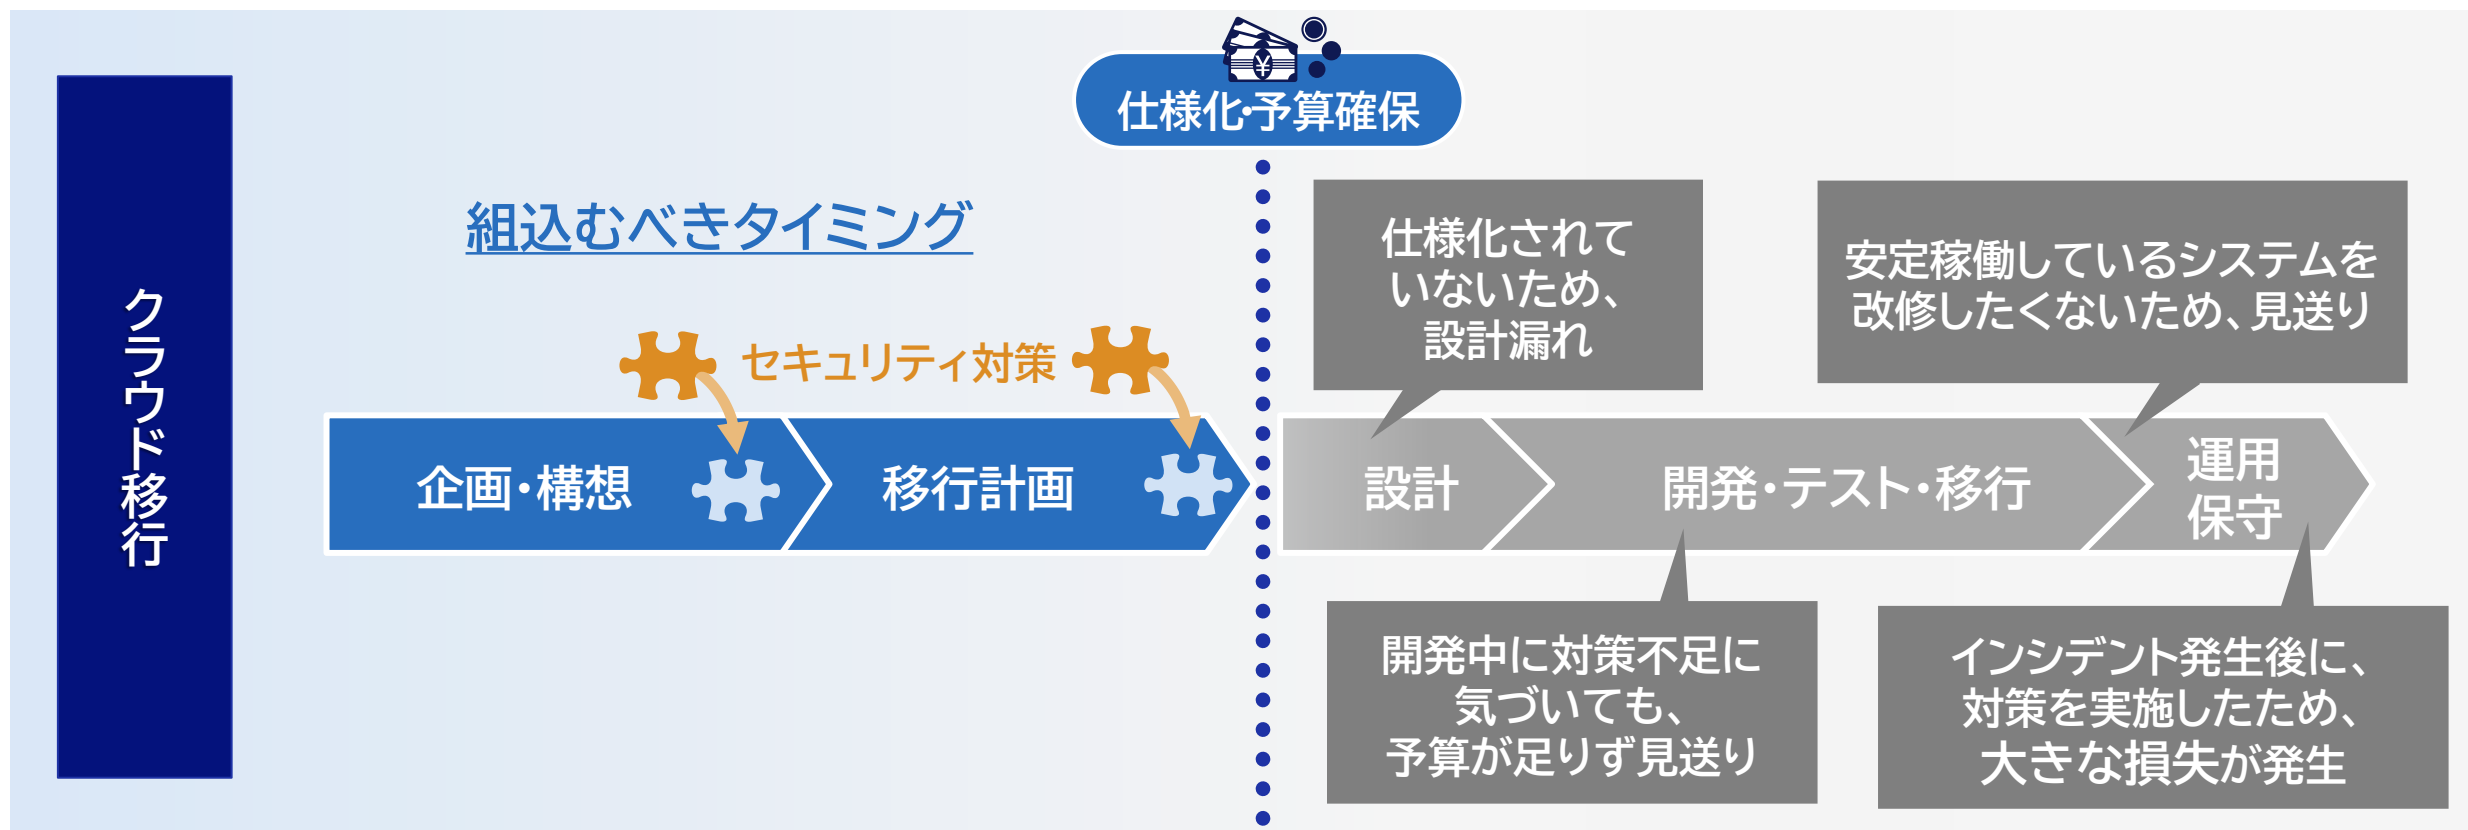 クラウド移行
¥
仕様化・予算確保
組込むべきタイミング
セキュリティ対策
企画・構想
移行計画
仕様化されて
いないため、
設計漏れ
安定稼働しているシステムを
改修したくないため、見送り
設計
開発・テスト・移行
運用
保守
開発中に対策不足に
気づいても、
予算が足りず見送り
インシデント発生後に、
対策を実施したため、
大きな損失が発生